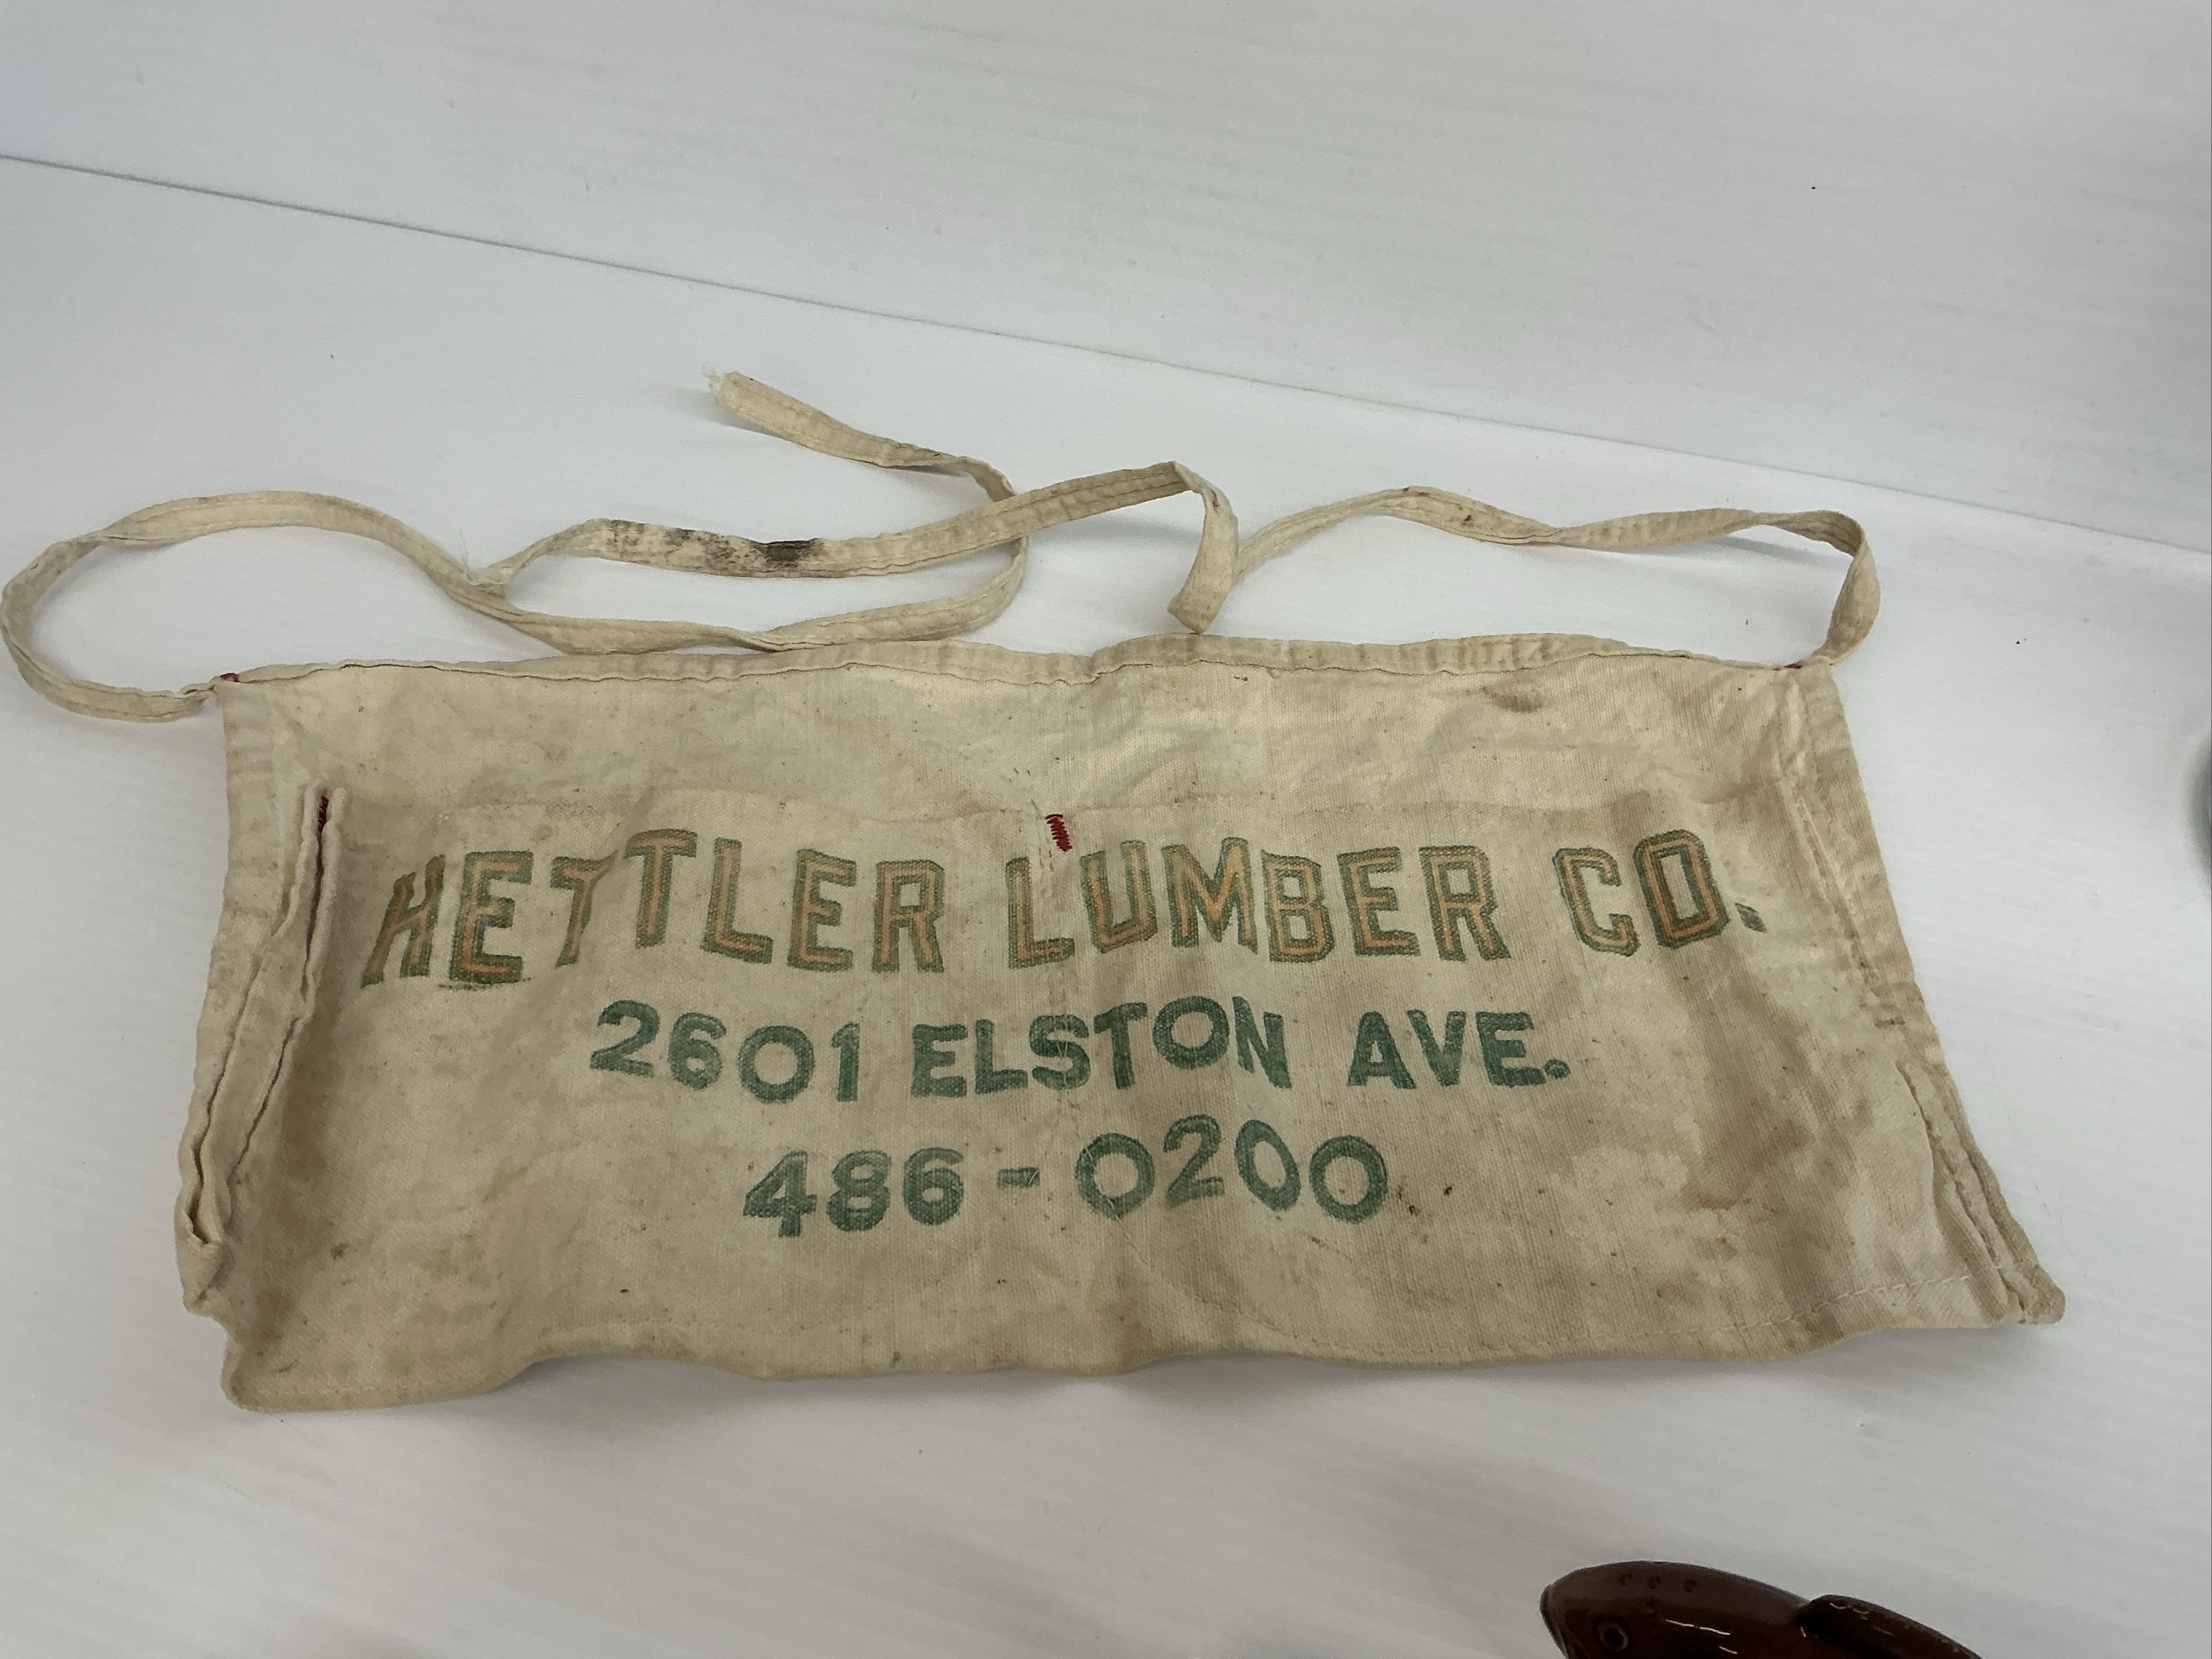 HETTLER LUMBER CO.
2601 ELSTON AVE.
486-0200